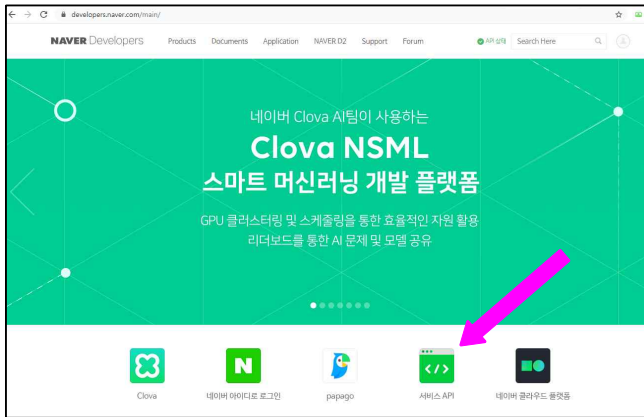 developers.naver.com/main/
NAVER Developers Products Documents Application NAVER D2 Support Forum API 상태 Search Here
네이버 Clova AI팀이 사용하는
Clova NSML
스마트 머신러닝 개발 플랫폼
GPU 클러스터링 및 스케줄링을 통한 효율적인 자원 활용
리더보드를 통한 AI 문제 및 모델 공유
N
</>
Clova 네이버 아이디로 로그인 papago 서비스 API 네이버 클라우드 플랫폼